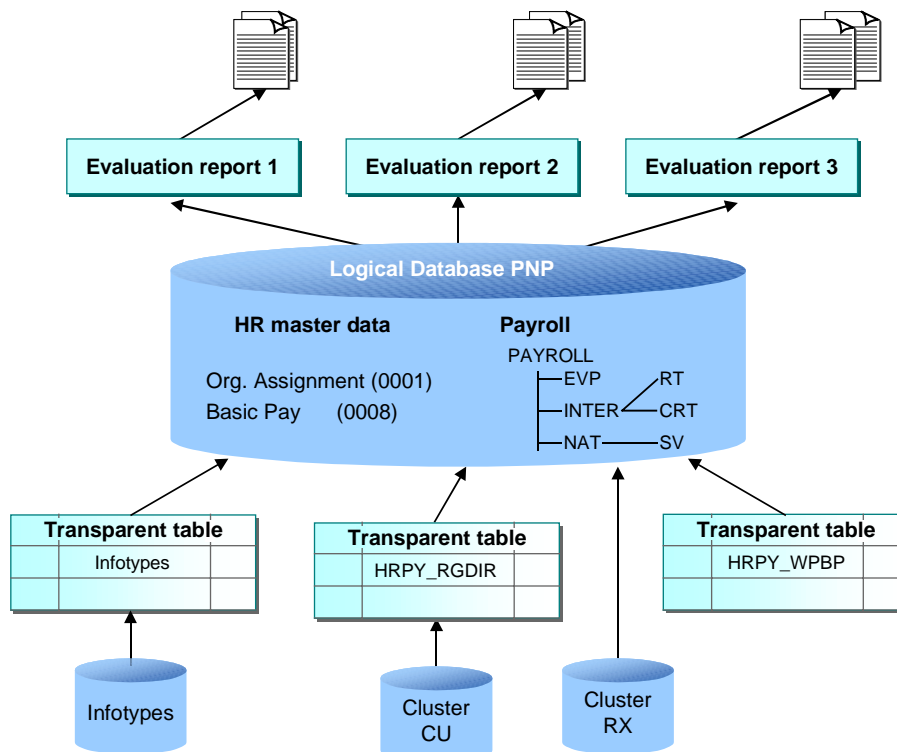 Evaluation report 1
Evaluation report 2
Evaluation report 3
Logical Database PNP
HR master data
Payroll
Org. Assignment (0001)
Basic Pay (0008)
PAYROLL
EVP
RT
INTER
CRT
NAT
SV
Transparent table
Infotypes
Transparent table
HRPY_RGDIR
Transparent table
HRPY_WPBP
Infotypes
Cluster
CU
Cluster
RX